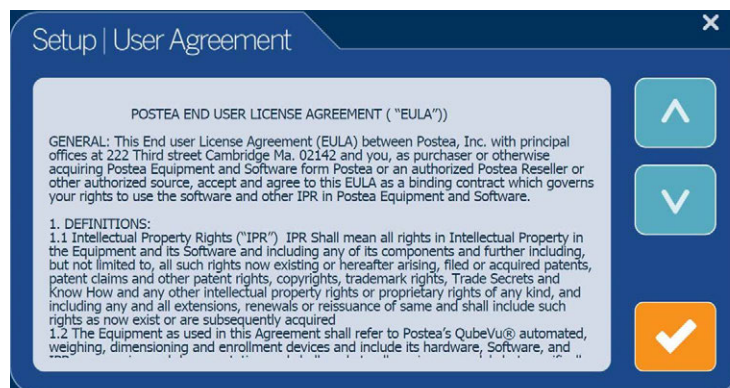 Setup | User Agreement
POSTEA END USER LICENSE AGREEMENT ( “EULA”))
GENERAL: This End user License Agreement (EULA) between Postea, Inc. with principal
offices at 222 Third street Cambridge Ma. 02142 and you, as purchaser or otherwise
acquiring Postea Equipment and Software form Postea or an authorized Postea Reseller or
other authorized source, accept and agree to this EULA as a binding contract which governs
your rights to use the software and other IPR in Postea Equipment and Software.
1. DEFINITIONS:
1.1 Intellectual Property Rights (“IPR”) IPR Shall mean all rights in Intellectual Property in
the Equipment and its Software and including any of its components and further including,
but not limited to, all such rights now existing or hereafter arising, filed or acquired patents,
patent claims and other patent rights, copyrights, trademark rights, Trade Secrets and
Know How and any other intellectual property rights or proprietary rights of any kind, and
including any and all extensions, renewals or reissuance of same and shall include such
rights as now exist or are subsequently acquired
1.2 The Equipment as used in this Agreement shall refer to Postea’s QubeVu® automated,
weighing, dimensioning and enrollment devices and include its hardware, Software, and